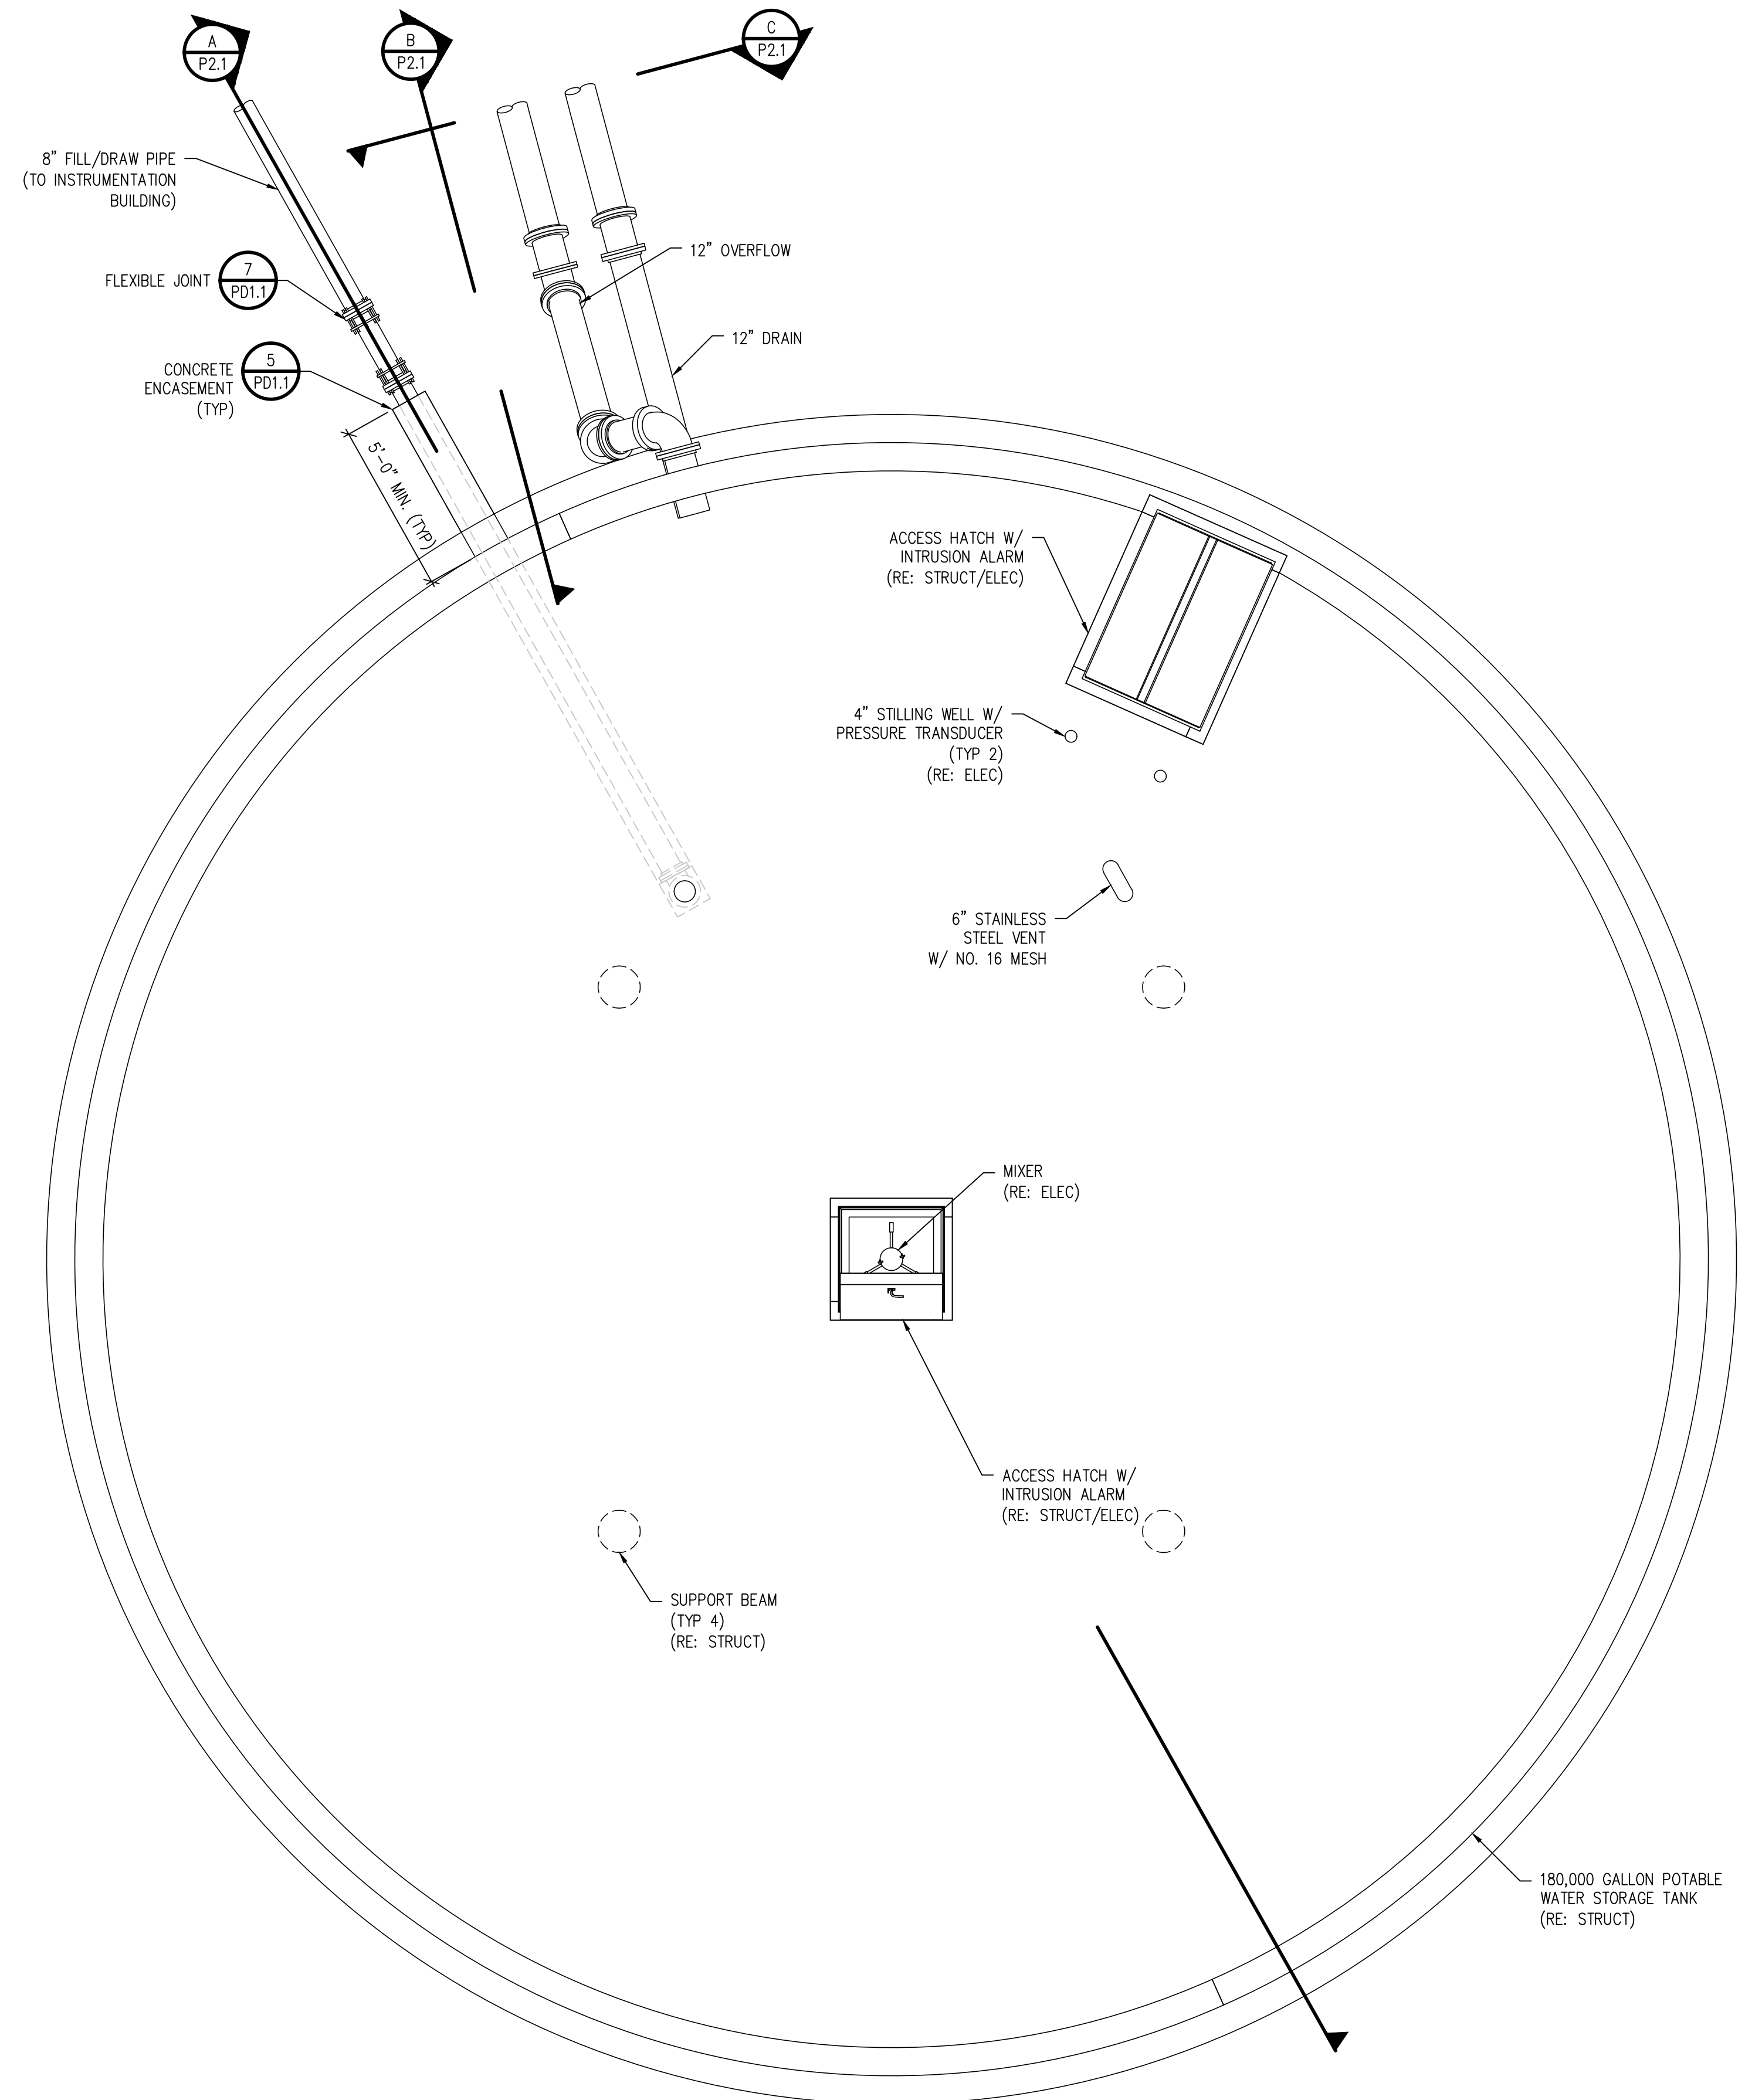 A
P2.1
B
P2.1
C
P2.1
8” FILL/DRAW PIPE
(TO INSTRUMENTATION
BUILDING)
12” OVERFLOW
FLEXIBLE JOINT
7
PD1.1
12” DRAIN
CONCRETE
ENCASEMENT
(TYP)
5
PD1.1
5'-0” MIN. (TYP)
ACCESS HATCH W/
INTRUSION ALARM
(RE: STRUCT/ELEC)
4” STILLING WELL W/
PRESSURE TRANSDUCER
(TYP 2)
(RE: ELEC)
6” STAINLESS
STEEL VENT
W/ NO. 16 MESH
MIXER
(RE: ELEC)
ACCESS HATCH W/
INTRUSION ALARM
(RE: STRUCT/ELEC)
SUPPORT BEAM
(TYP 4)
(RE: STRUCT)
180,000 GALLON POTABLE
WATER STORAGE TANK
(RE: STRUCT)